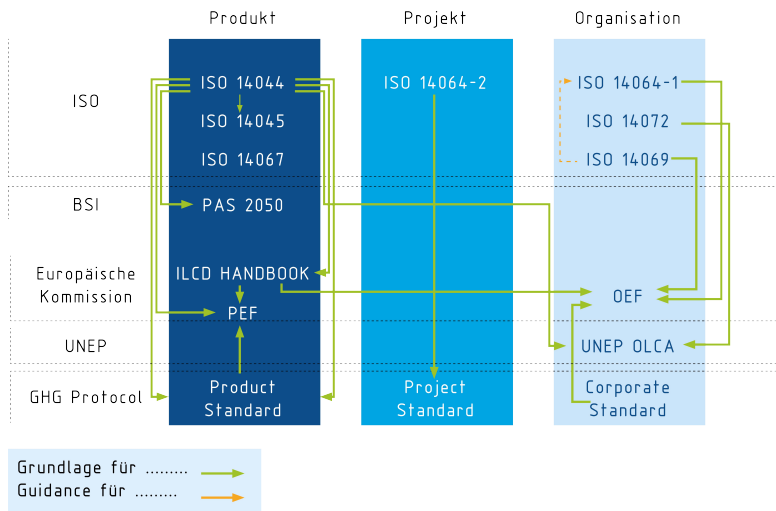 Produkt
Projekt
Organisation
ISO
ISO 14044
ISO 14064-2
ISO 14064-1
ISO 14045
ISO 14072
ISO 14067
ISO 14069
BSI
PAS 2050
Europäische
Kommission
ILCD HANDBOOK
PEF
OEF
UNEP
UNEP OLCA
GHG Protocol
Product
Standard
Project
Standard
Corporate
Standard
Grundlage für .........
Guidance für .........